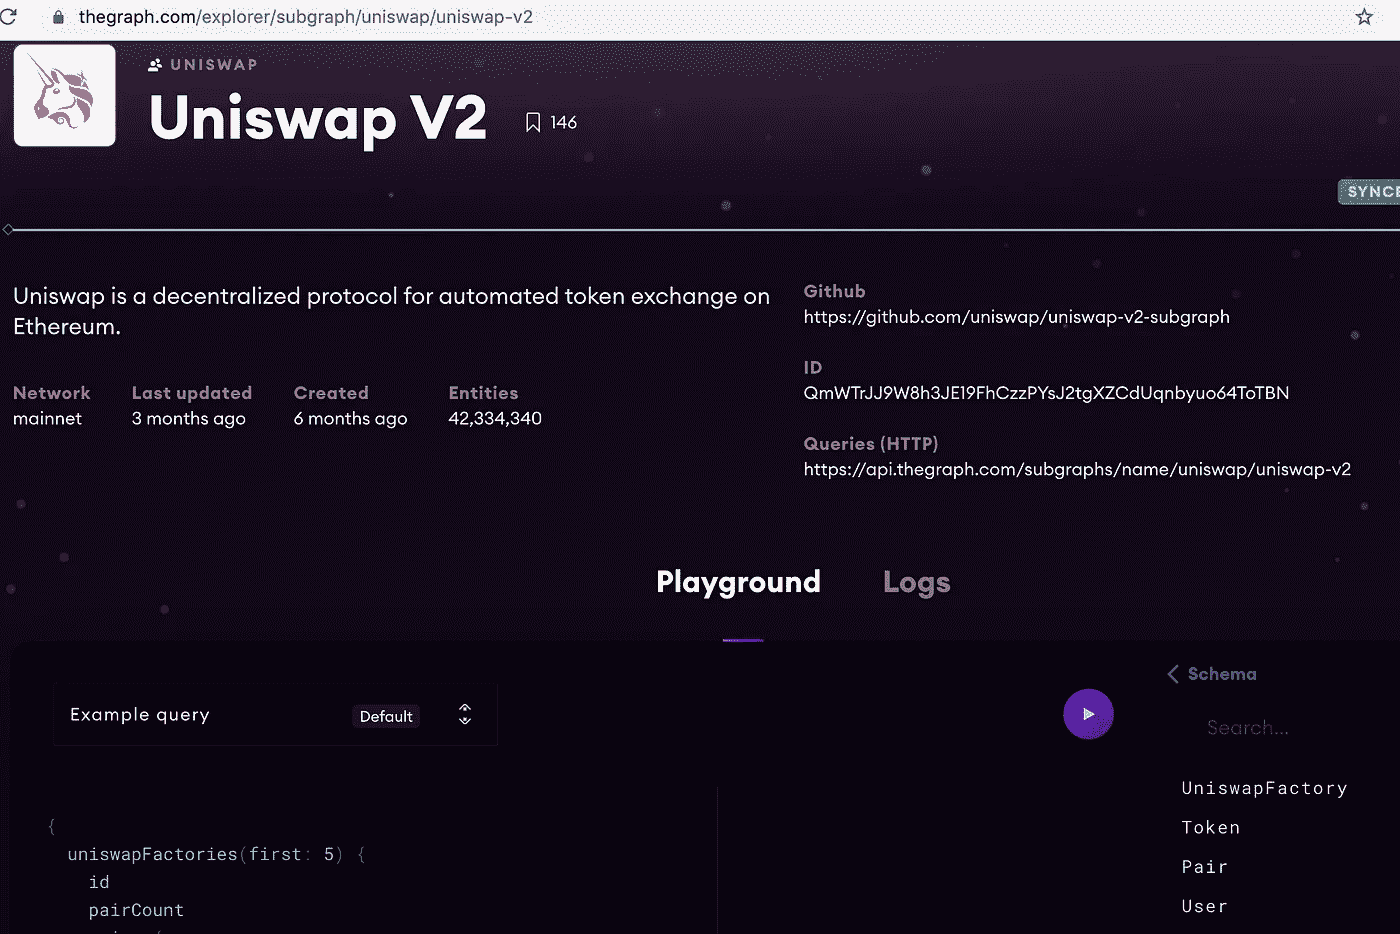 thegraph.com/explorer/subgraph/uniswap/uniswap-v2
UNISWAP
Uniswap V2
146
Uniswap is a decentralized protocol for automated token exchange on
Ethereum.
Network
mainnet
Last updated
3 months ago
Created
6 months ago
Entities
42,334,340
Github
https://github.com/uniswap/uniswap-v2-subgraph
ID
QmWTrJJ9W8h3JE19FhCzzPYsJ2tgXZCdUqnbyuo64ToTBN
Queries (HTTP)
https://api.thegraph.com/subgraphs/name/uniswap/uniswap-v2
Playground
Logs
Example query
Default
{
uniswapFactories(first: 5) {
id
pairCount
Schema
Search...
UniswapFactory
Token
Pair
User